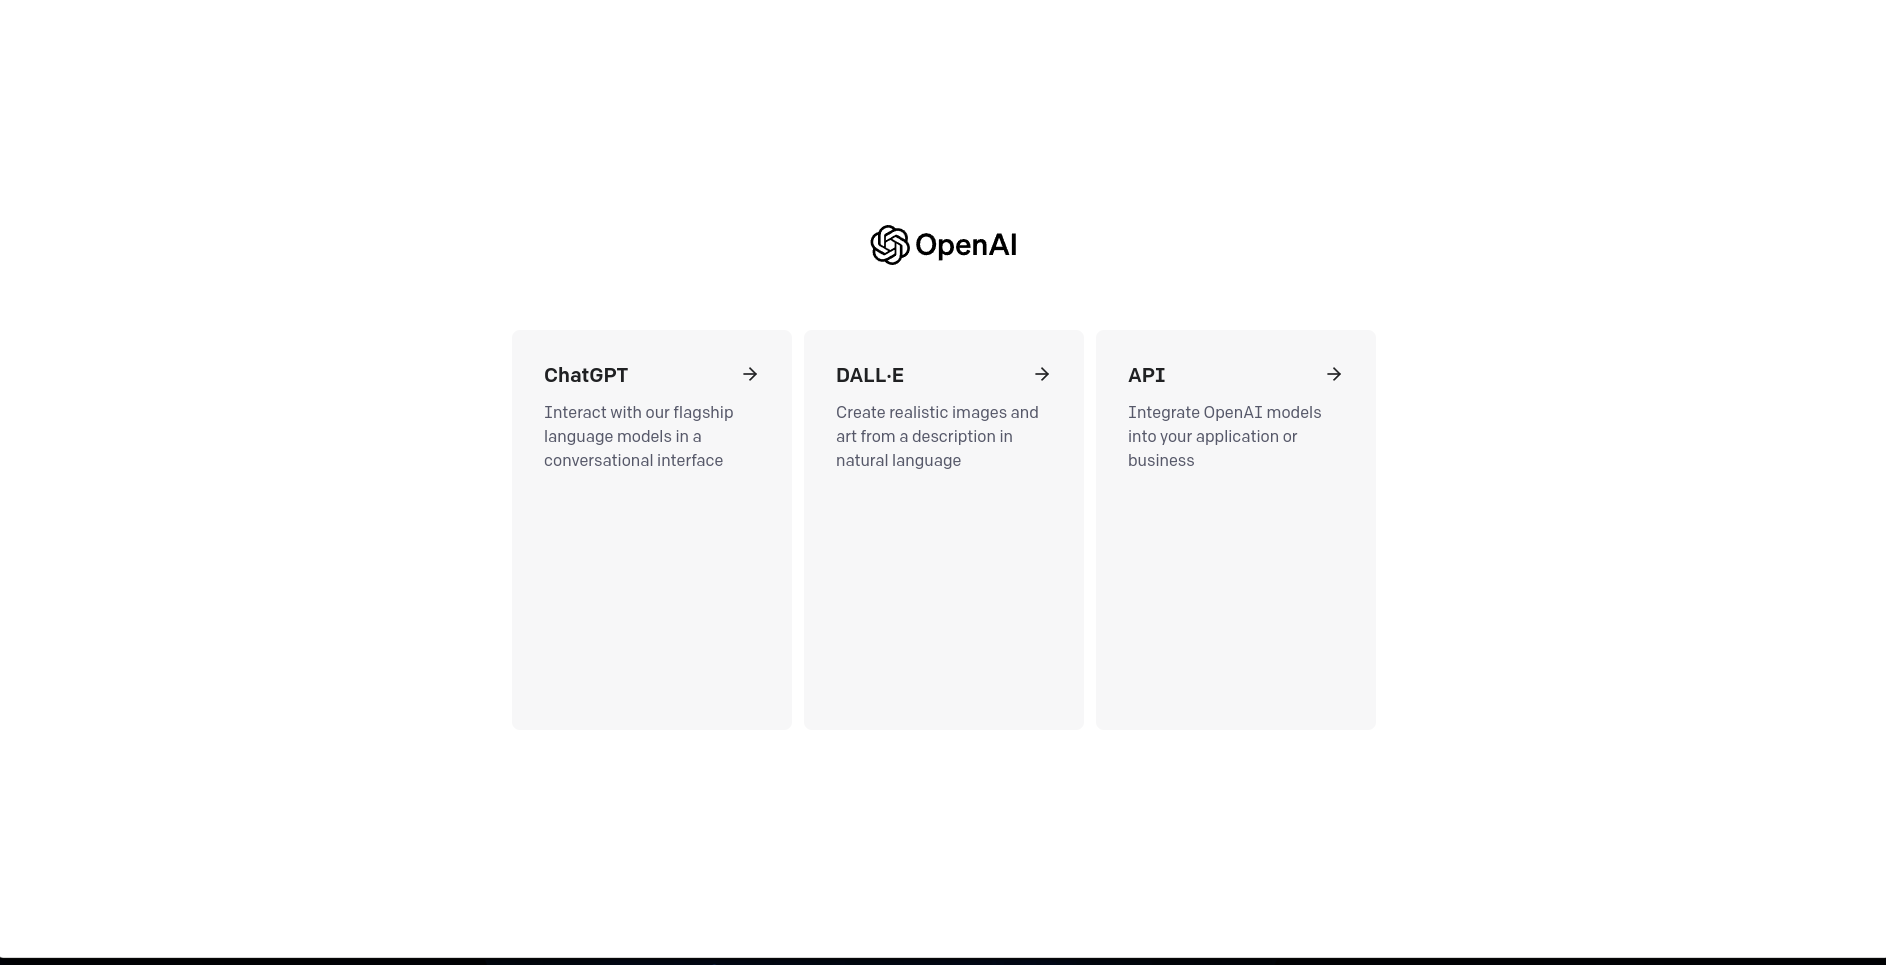 OpenAI
ChatGPT
Interact with our flagship
language models in a
conversational interface
DALL·E
Create realistic images and
art from a description in
natural language
API
Integrate OpenAI models
into your application or
business